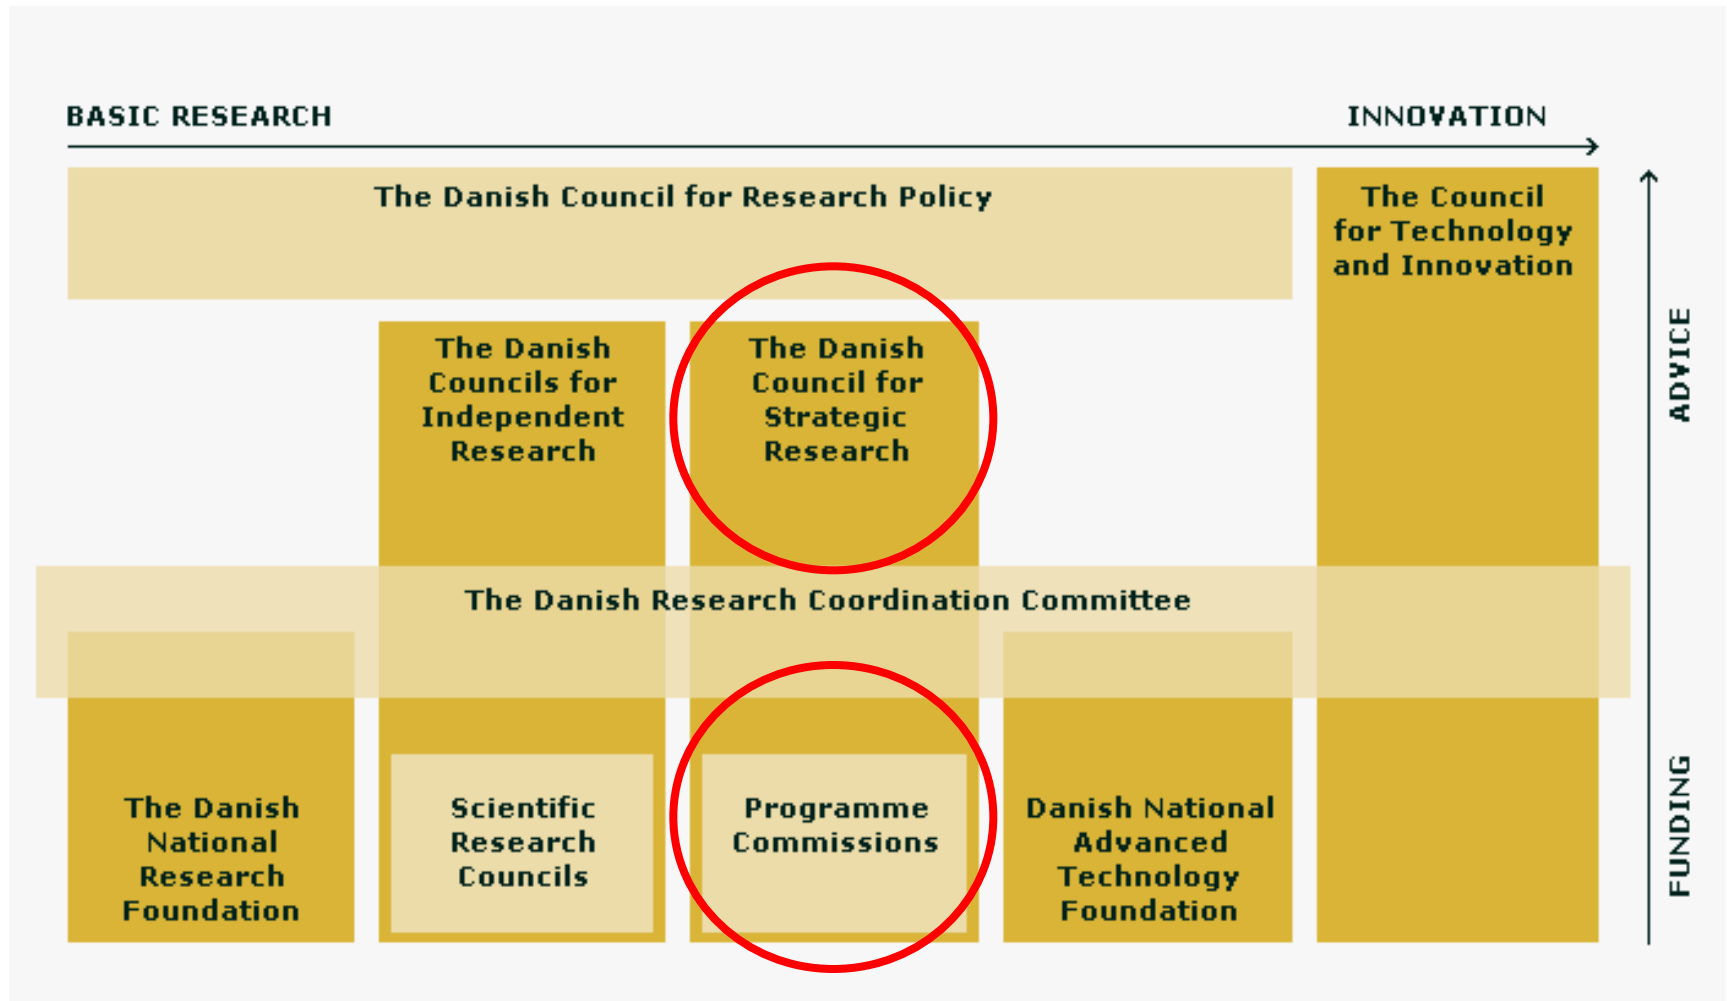 BASIC RESEARCH
INNOVATION
The Danish Council for Research Policy
The Council
for Technology
and Innovation
ADVICE
The Danish
Councils for
Independent
Research
The Danish
Council for
Strategic
Research
The Danish Research Coordination Committee
FUNDING
The Danish
National
Research
Foundation
Scientific
Research
Councils
Programme
Commissions
Danish National
Advanced
Technology
Foundation